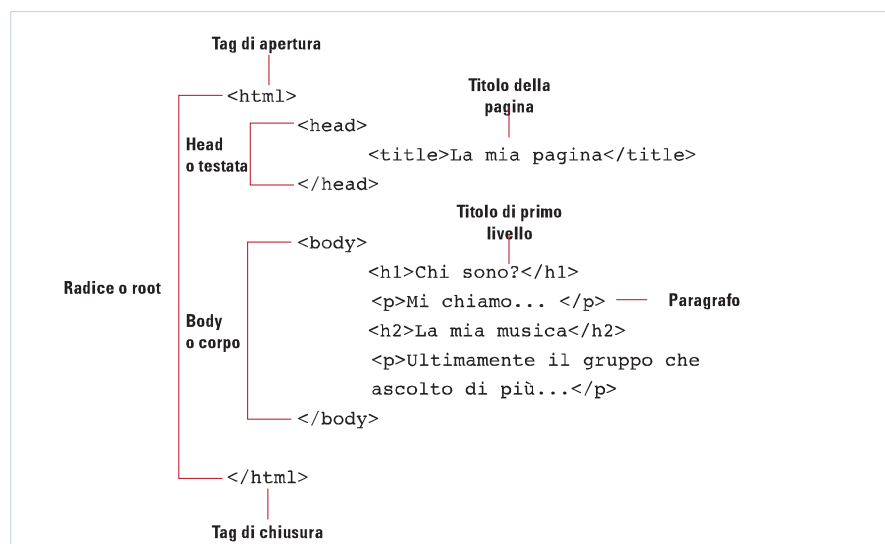 Tag di apertura
<html>
Titolo della
pagina
<head>
Head
o testata
<title>La mia pagina</title>
</head>
Titolo di primo
livello
<body>
<h1>Chi sono?</h1>
Radice o root
<p>Mi chiamo... </p>
Paragrafo
Body
o corpo
<h2>La mia musica</h2>
<p>Ultimamente il gruppo che
ascolto di più...</p>
</body>
</html>
Tag di chiusura